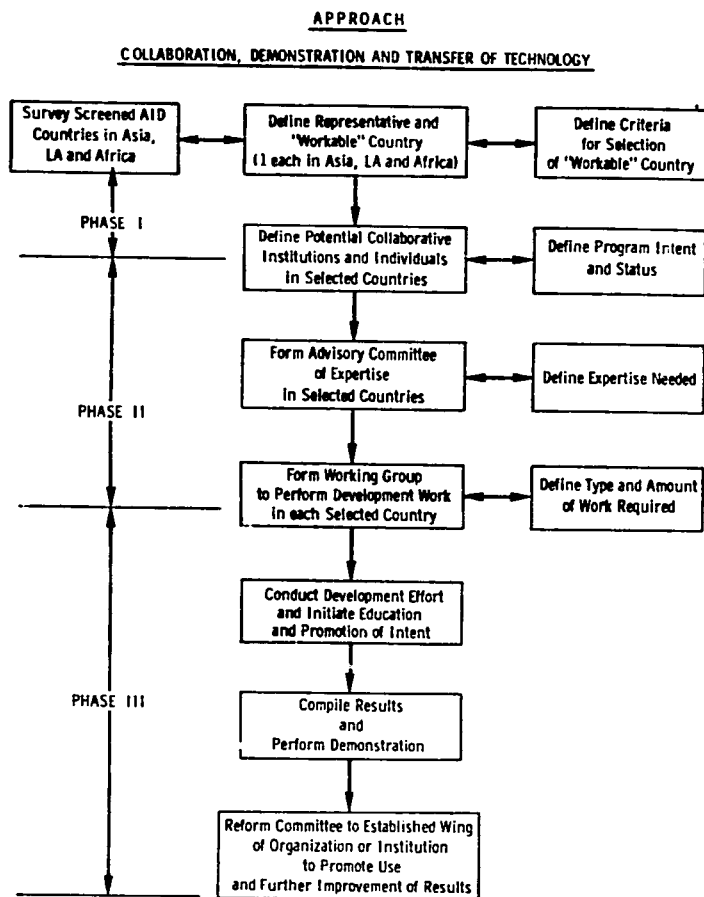 APPROACH
COLLABORATION, DEMONSTRATION AND TRANSFER OF TECHNOLOGY
Survey Screened AID
Countries in Asia,
LA and Africa
Define Representative and
"Workable" Country
(1 each in Asia, LA and Africa)
Define Criteria
for Selection
of "Workable" Country
PHASE I
Define Potential Collaborative
Institutions and Individuals
in Selected Countries
Define Program Intent
and Status
Form Advisory Committee
of Expertise
in Selected Countries
Define Expertise Needed
PHASE II
Form Working Group
to Perform Development Work
in each Selected Country
Define Type and Amount
of Work Required
Conduct Development Effort
and Initiate Education
and Promotion of Intent
PHASE III
Compile Results
and
Perform Demonstration
Reform Committee to Established Wing
of Organization or Institution
to Promote Use
and Further Improvement of Results